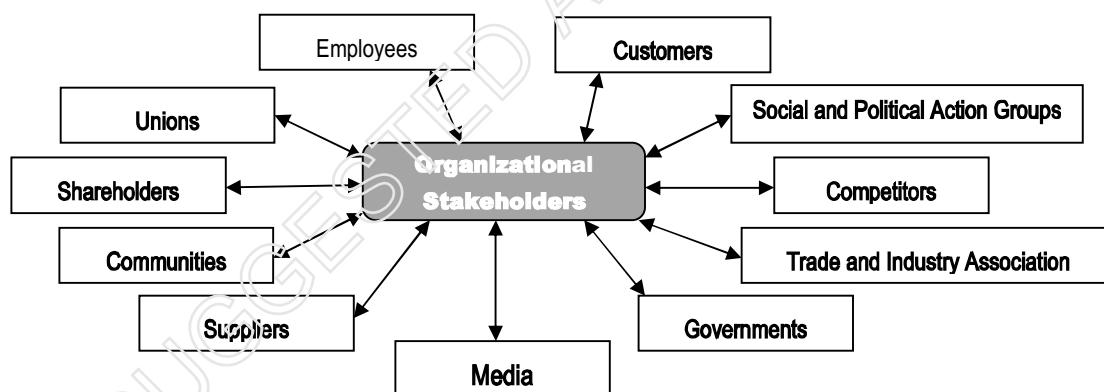 Employees
Customers
Unions
Social and Political Action Groups
Organizational
Stakeholders
Shareholders
Competitors
Communities
Trade and Industry Association
Suppliers
Governments
Media
SUGGESTED A